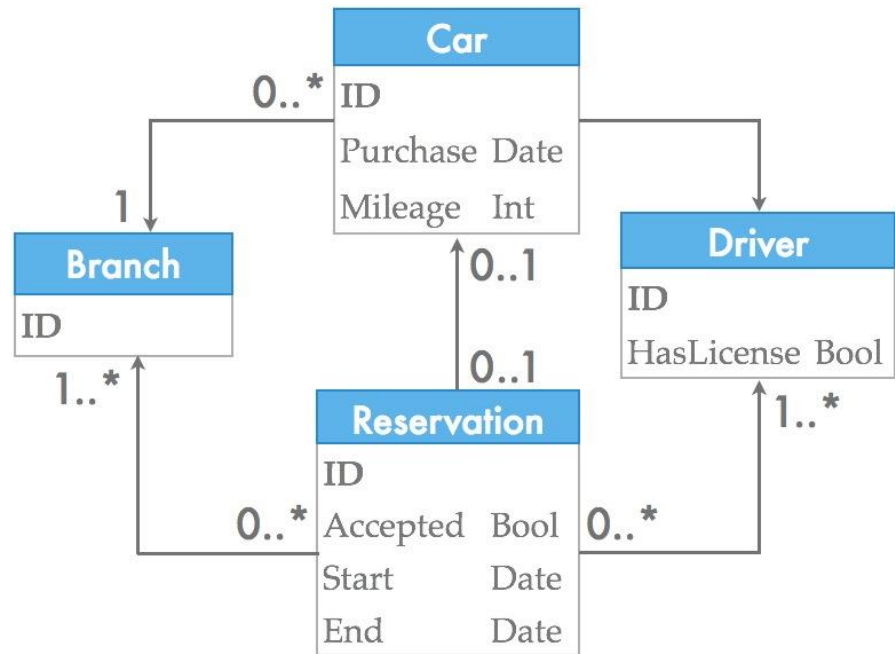 Car
ID
Purchase Date
Mileage Int
0..*
1
Branch
ID
Driver
ID
HasLicense Bool
0..1
0..1
1..*
1..*
Reservation
ID
0..* Accepted Bool 0..*
Start Date
End Date